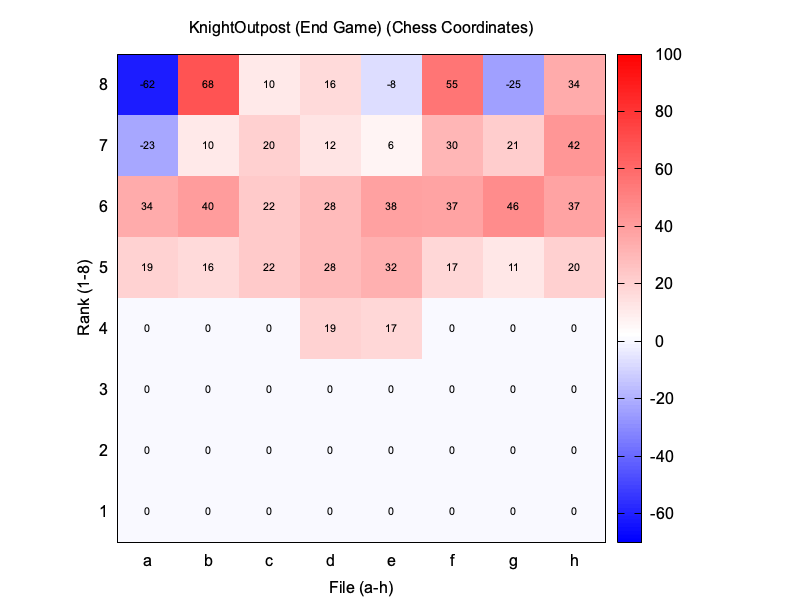 KnightOutpost (End Game) (Chess Coordinates)
8 -62 68 10 16 -8 55 -25 34
7 -23 10 20 12 6 30 21 42
6 34 40 22 28 38 37 46 37
5 19 16 22 28 32 17 11 20
4 0 0 0 19 17 0 0 0
3 0 0 0 0 0 0 0 0
2 0 0 0 0 0 0 0 0
1 0 0 0 0 0 0 0 0
a b c d e f g h
File (a-h)
Rank (1-8)
100
80
60
40
20
0
-20
-40
-60